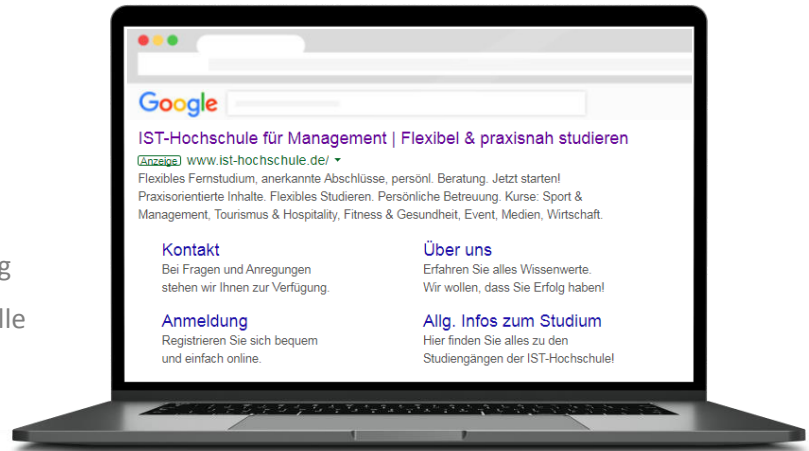 Google
IST-Hochschule für Management | Flexibel & praxisnah studieren
Anzeige www.ist-hochschule.de/
Flexibles Fernstudium, anerkannte Abschlüsse, persönl. Beratung. Jetzt starten!
Praxisorientierte Inhalte. Flexibles Studieren. Persönliche Betreuung. Kurse: Sport &
Management, Tourismus & Hospitality, Fitness & Gesundheit, Event, Medien, Wirtschaft.
Kontakt
Bei Fragen und Anregungen
stehen wir Ihnen zur Verfügung.
Über uns
Erfahren Sie alles Wissenwerte.
Wir wollen, dass Sie Erfolg haben!
Anmeldung
Registrieren Sie sich bequem
und einfach online.
Allg. Infos zum Studium
Hier finden Sie alles zu den
Studiengängen der IST-Hochschule!